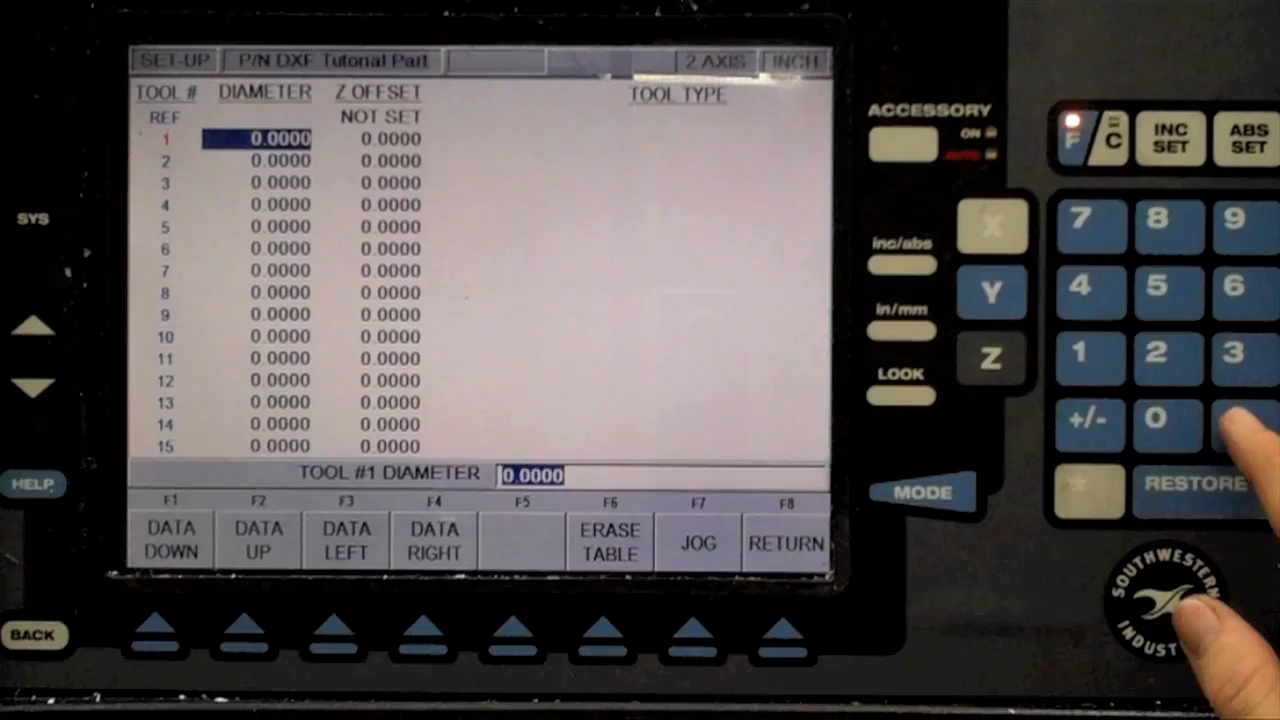 SET-UP P/N DXF Tutorial Part 2 AXIS INCH
TOOL # DIAMETER Z OFFSET TOOL TYPE
REF NOT SET
1 0.0000 0.0000
2 0.0000 0.0000
3 0.0000 0.0000
4 0.0000 0.0000
5 0.0000 0.0000
6 0.0000 0.0000
7 0.0000 0.0000
8 0.0000 0.0000
9 0.0000 0.0000
10 0.0000 0.0000
11 0.0000 0.0000
12 0.0000 0.0000
13 0.0000 0.0000
14 0.0000 0.0000
15 0.0000 0.0000
TOOL #1 DIAMETER 0.0000
F1 F2 F3 F4 F5 F6 F7 F8
DATA DOWN
DATA UP
DATA LEFT
DATA RIGHT
ERASE TABLE
JOG
RETURN
SYS
HELP
BACK
ACCESSORY
ON
AUTO
inc/abs
in/mm
LOOK
MODE
X
Y
Z
F/C
INC SET
ABS SET
7 8 9
4 5 6
1 2 3
+/- 0
RESTORE
SOUTHWESTERN